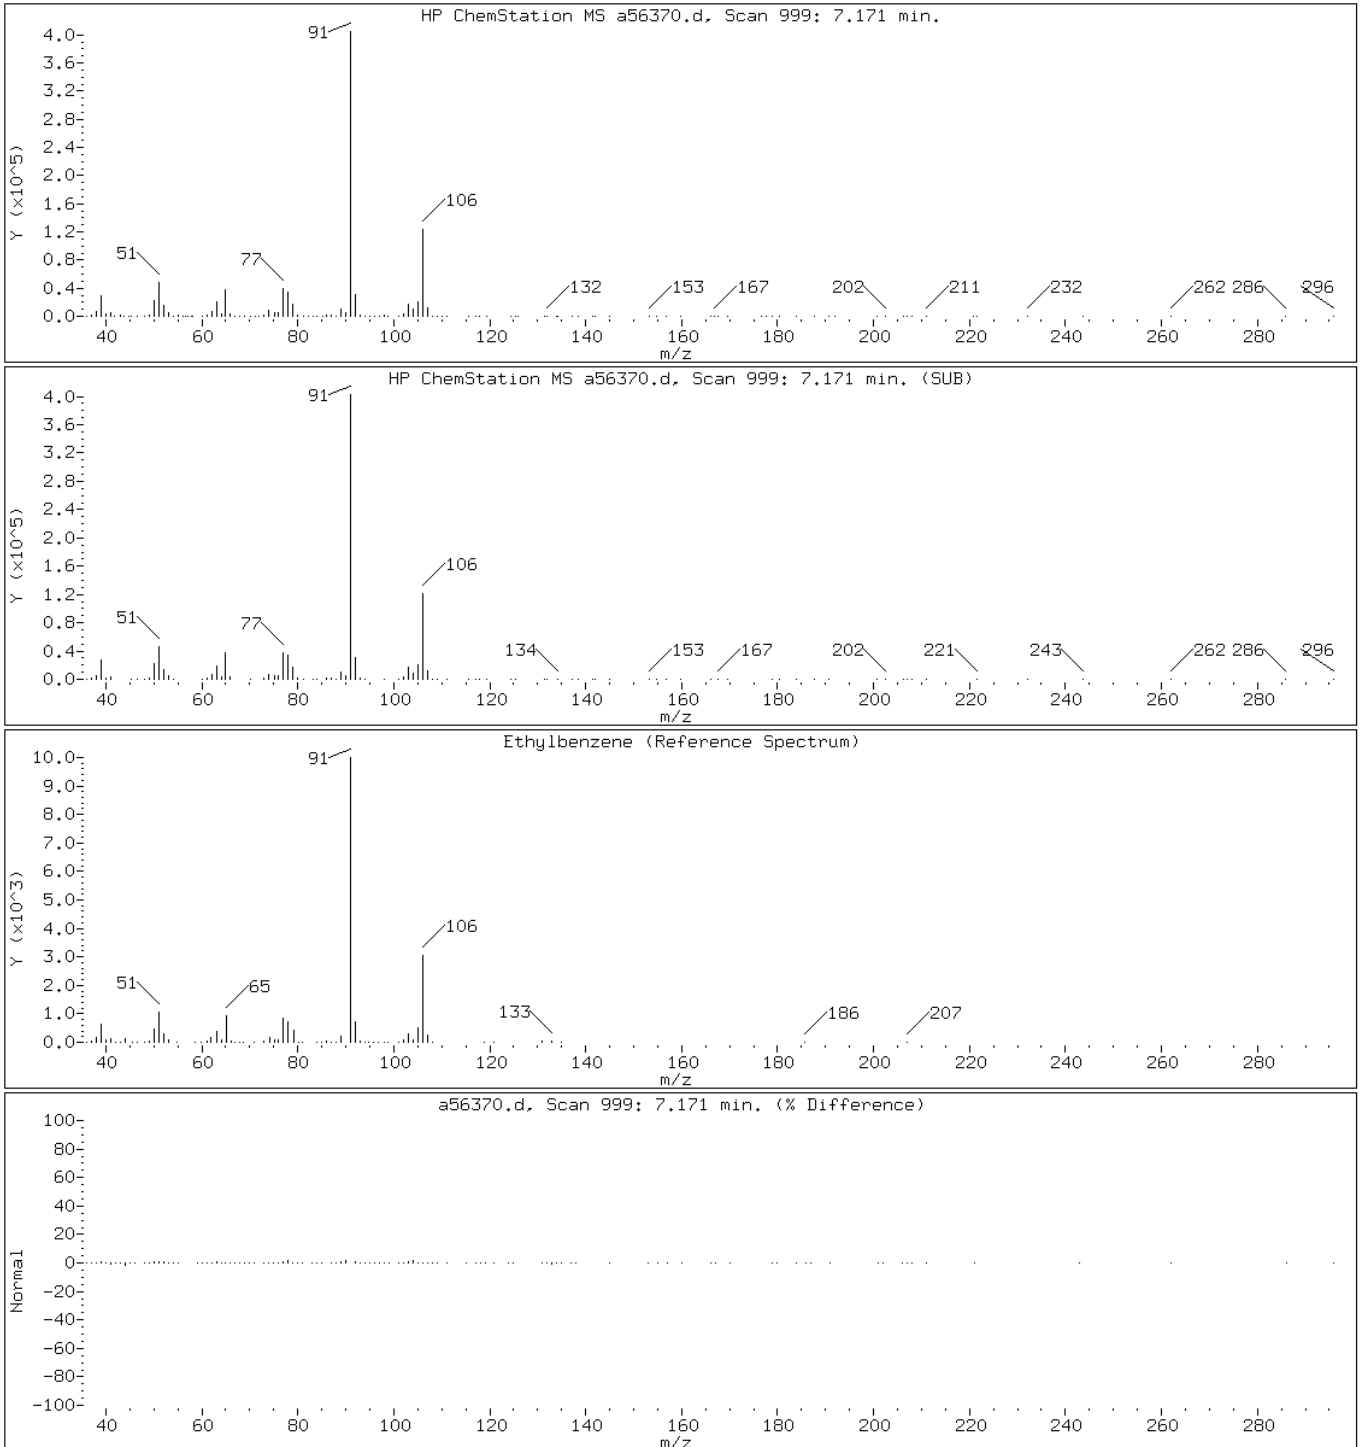 HP ChemStation MS a56370.d, Scan 999: 7.171 min.
Y (x10^5)
4.0
3.6
3.2
2.8
2.4
2.0
1.6
1.2
0.8
0.4
0.0
91
106
51
77
132 153 167 202 211 232 262 286 296
40 60 80 100 120 140 160 180 200 220 240 260 280
m/z
HP ChemStation MS a56370.d, Scan 999: 7.171 min. (SUB)
Y (x10^5)
4.0
3.6
3.2
2.8
2.4
2.0
1.6
1.2
0.8
0.4
0.0
91
106
51
77
134 153 167 202 221 243 262 286 296
40 60 80 100 120 140 160 180 200 220 240 260 280
m/z
Ethylbenzene (Reference Spectrum)
Y (x10^3)
10.0
9.0
8.0
7.0
6.0
5.0
4.0
3.0
2.0
1.0
0.0
91
106
51 65
133 186 207
40 60 80 100 120 140 160 180 200 220 240 260 280
m/z
a56370.d, Scan 999: 7.171 min. (% Difference)
Normal
100
80
60
40
20
0
-20
-40
-60
-80
-100
40 60 80 100 120 140 160 180 200 220 240 260 280
m/z